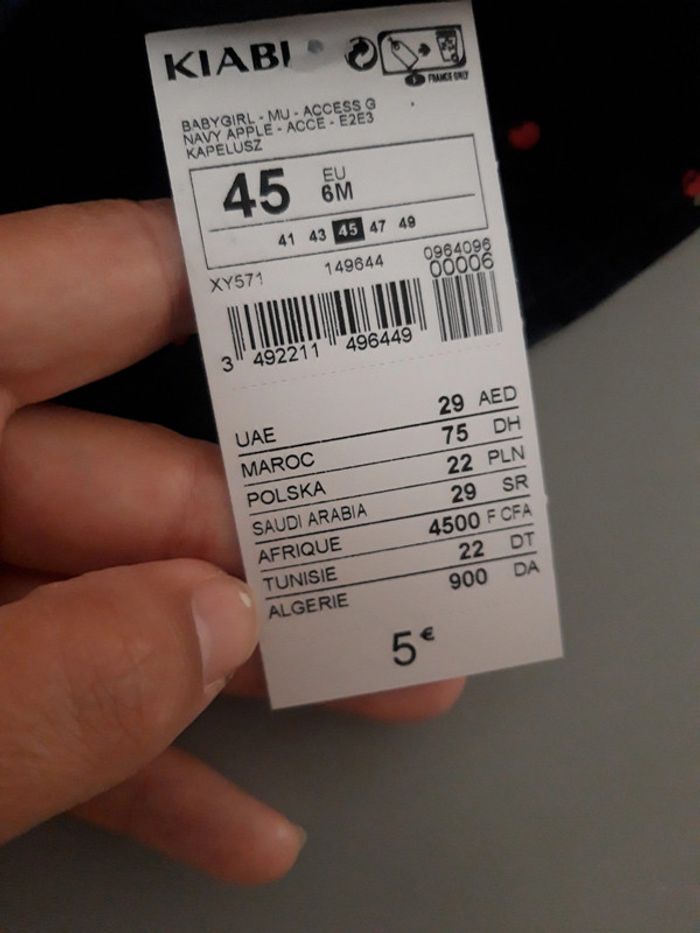 KIABI
FRANCE ONLY
BABYGIRL - MU - ACCESS G
NAVY APPLE - ACCE - E2E3
KAPELUSZ
45 EU 6M
41 43 45 47 49
XY571 149644 0964096
00006
3 492211 496449
UAE 29 AED
MAROC 75 DH
POLSKA 22 PLN
SAUDI ARABIA 29 SR
AFRIQUE 4500 F CFA
TUNISIE 22 DT
ALGERIE 900 DA
5€